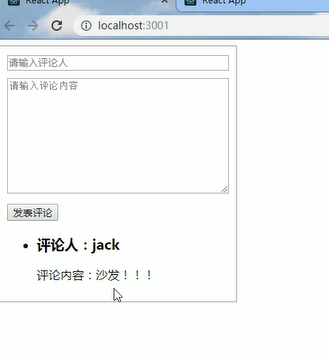 React App
React App
localhost:3001
请输入评论人
请输入评论内容
发表评论
评论人：jack
评论内容：沙发！！！